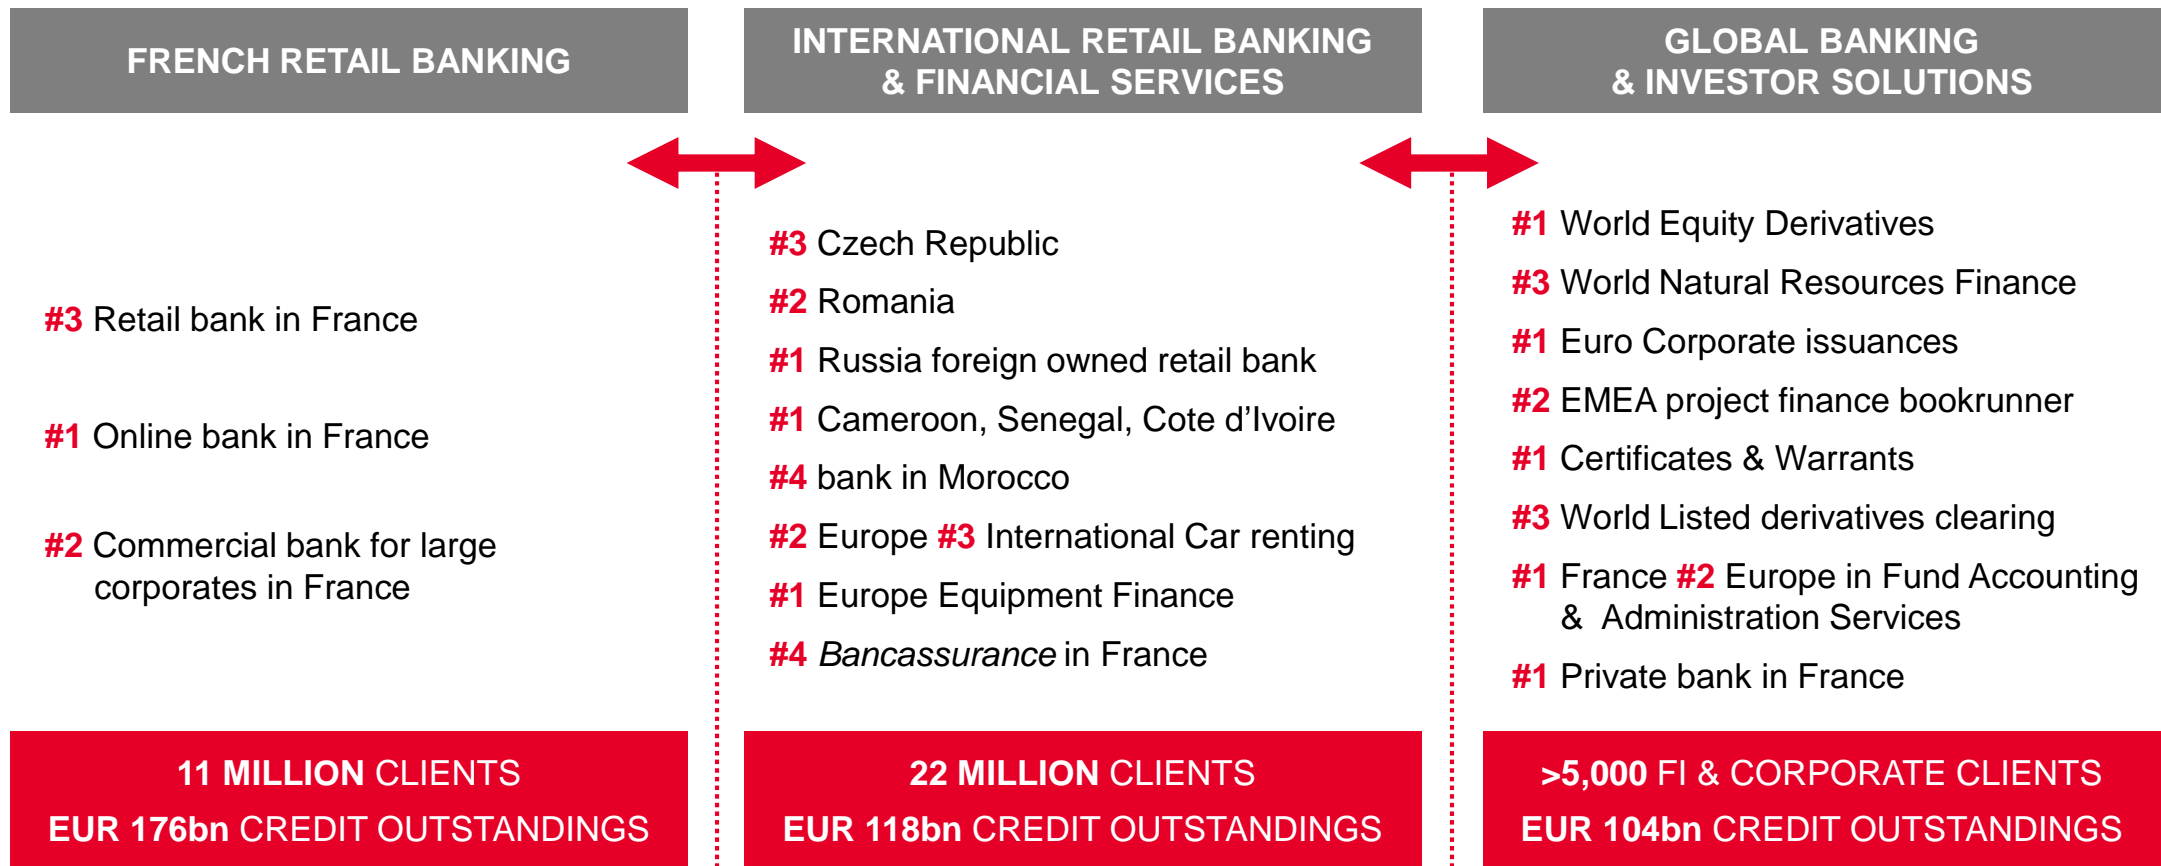 FRENCH RETAIL BANKING
#3 Retail bank in France
#1 Online bank in France
#2 Commercial bank for large
corporates in France
11 MILLION CLIENTS
EUR 176bn CREDIT OUTSTANDINGS
INTERNATIONAL RETAIL BANKING
& FINANCIAL SERVICES
#3 Czech Republic
#2 Romania
#1 Russia foreign owned retail bank
#1 Cameroon, Senegal, Cote d’Ivoire
#4 bank in Morocco
#2 Europe #3 International Car renting
#1 Europe Equipment Finance
#4 Bancassurance in France
22 MILLION CLIENTS
EUR 118bn CREDIT OUTSTANDINGS
GLOBAL BANKING
& INVESTOR SOLUTIONS
#1 World Equity Derivatives
#3 World Natural Resources Finance
#1 Euro Corporate issuances
#2 EMEA project finance bookrunner
#1 Certificates & Warrants
#3 World Listed derivatives clearing
#1 France #2 Europe in Fund Accounting
& Administration Services
#1 Private bank in France
>5,000 FI & CORPORATE CLIENTS
EUR 104bn CREDIT OUTSTANDINGS